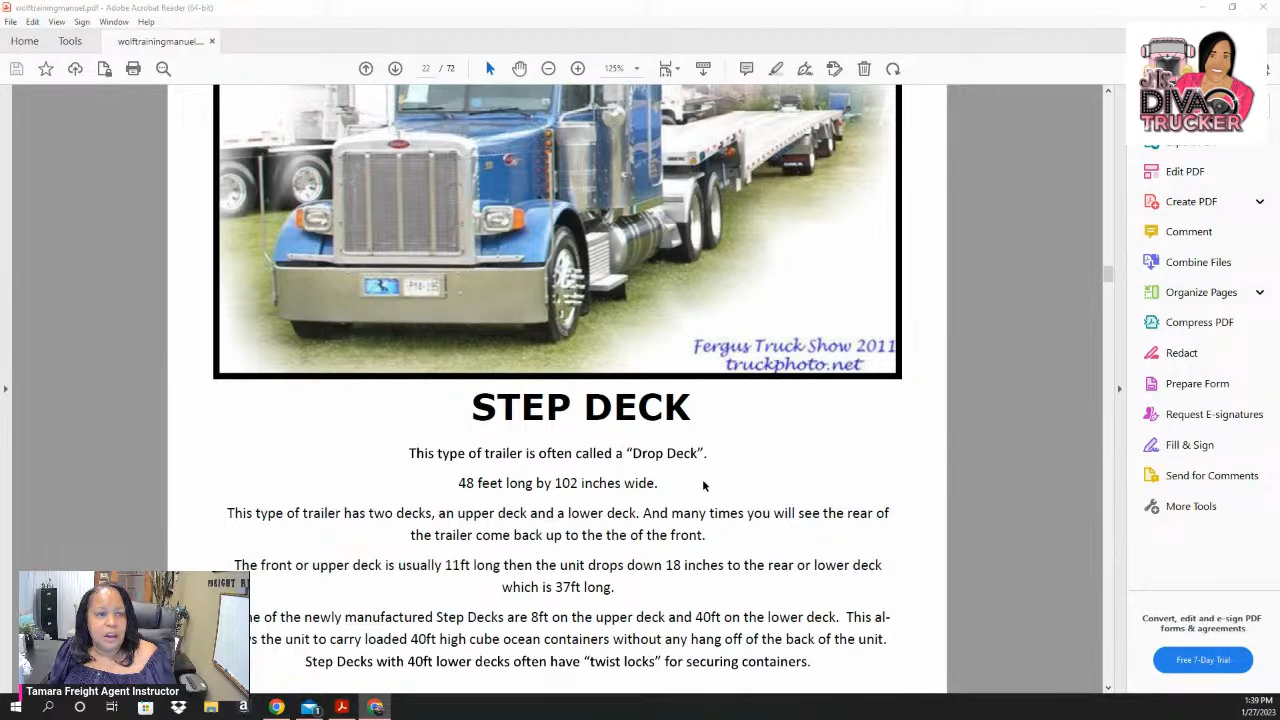 wolftrainingmanuel.pdf - Adobe Acrobat Reader (64-bit)
File Edit View Sign Window Help
Home Tools wolftrainingmanuel....
22 / 72 125%
Ms.
DIVA
TRUCKER
Fergus Truck Show 2011
truckphoto.net
STEP DECK
This type of trailer is often called a “Drop Deck”.
48 feet long by 102 inches wide.
This type of trailer has two decks, an upper deck and a lower deck. And many times you will see the rear of
the trailer come back up to the the of the front.
The front or upper deck is usually 11ft long then the unit drops down 18 inches to the rear or lower deck
which is 37ft long.
of the newly manufactured Step Decks are 8ft on the upper deck and 40ft on the lower deck. This al-
the unit to carry loaded 40ft high cube ocean containers without any hang off of the back of the unit.
Step Decks with 40ft lower decks often have “twist locks” for securing containers.
Edit PDF
Create PDF
Comment
Combine Files
Organize Pages
Compress PDF
Redact
Prepare Form
Request E-signatures
Fill & Sign
Send for Comments
More Tools
Convert, edit and e-sign PDF
forms & agreements
Free 7-Day Trial
Tamara Freight Agent Instructor
1:39 PM
1/27/2023